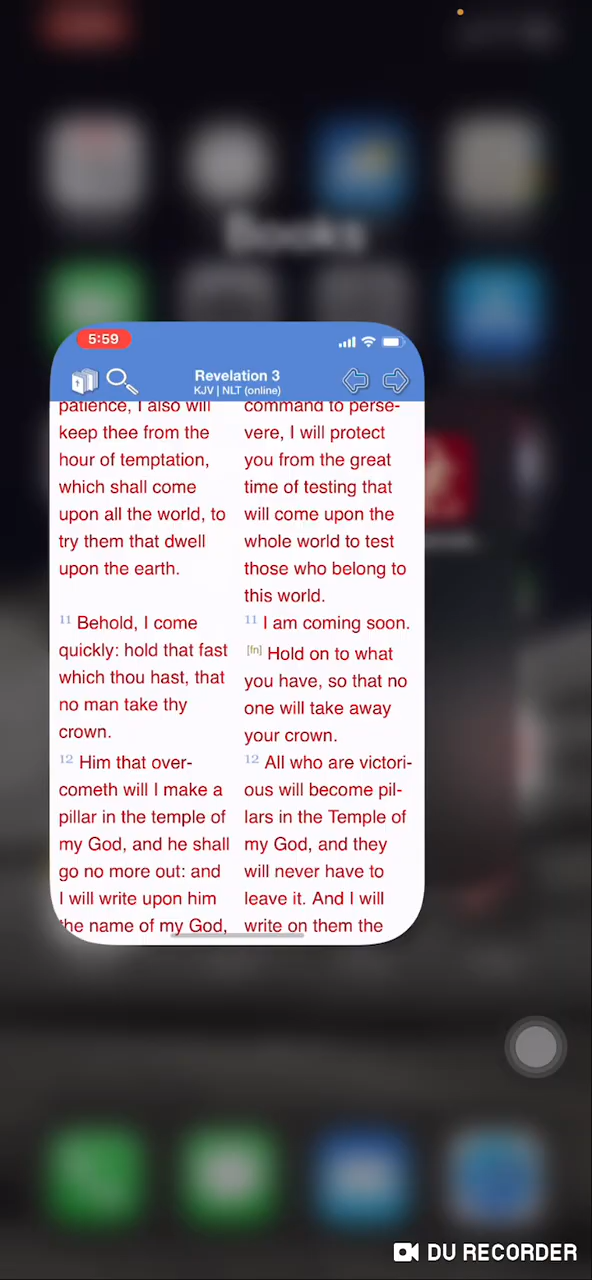 Books
5:59
Revelation 3
KJV | NLT (online)
patience, I also will
keep thee from the
hour of temptation,
which shall come
upon all the world, to
try them that dwell
upon the earth.
11 Behold, I come
quickly: hold that fast
which thou hast, that
no man take thy
crown.
12 Him that over-
cometh will I make a
pillar in the temple of
my God, and he shall
go no more out: and
I will write upon him
the name of my God,
command to perse-
vere, I will protect
you from the great
time of testing that
will come upon the
whole world to test
those who belong to
this world.
11 I am coming soon.
[fn] Hold on to what
you have, so that no
one will take away
your crown.
12 All who are victori-
ous will become pil-
lars in the Temple of
my God, and they
will never have to
leave it. And I will
write on them the
DU RECORDER